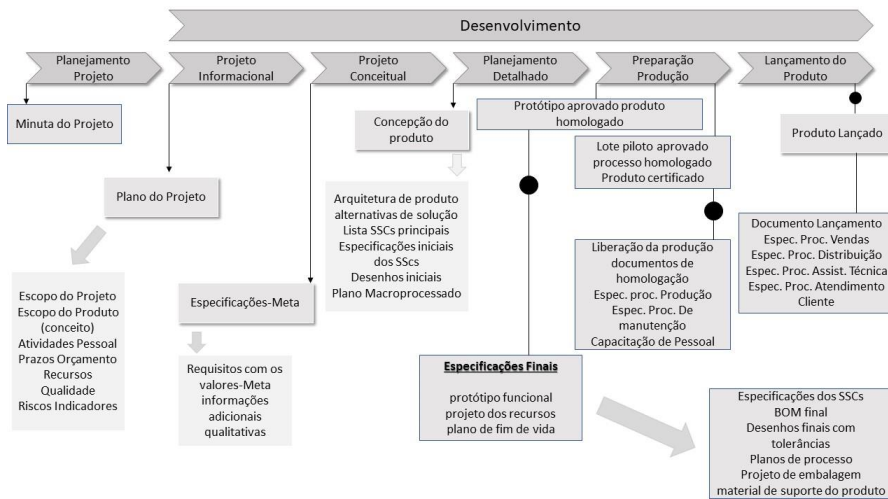 Desenvolvimento
Planejamento
Projeto
Projeto
Informacional
Projeto
Conceitual
Planejamento
Detalhado
Preparação
Produção
Lançamento do
Produto
Minuta do Projeto
Plano do Projeto
Escopo do Projeto
Escopo do Produto
(conceito)
Atividades Pessoal
Prazos Orçamento
Recursos
Qualidade
Riscos Indicadores
Especificações-Meta
Requisitos com os
valores-Meta
informações
adicionais
qualitativas
Concepção do
produto
Arquitetura de produto
alternativas de solução
Lista SSCs principais
Especificações iniciais
dos SScs
Desenhos iniciais
Plano Macroprocessado
Protótipo aprovado produto
homologado
Especificações Finais
protótipo funcional
projeto dos recursos
plano de fim de vida
Lote piloto aprovado
processo homologado
Produto certificado
Liberação da produção
documentos de
homologação
Espec. proc. Produção
Espec. Proc. De
manutenção
Capacitação de Pessoal
Produto Lançado
Documento Lançamento
Espec. Proc. Vendas
Espec. Proc. Distribuição
Espec. Proc. Assist. Técnica
Espec. Proc. Atendimento
Cliente
Especificações dos SSCs
BOM final
Desenhos finais com
tolerâncias
Planos de processo
Projeto de embalagem
material de suporte do produto